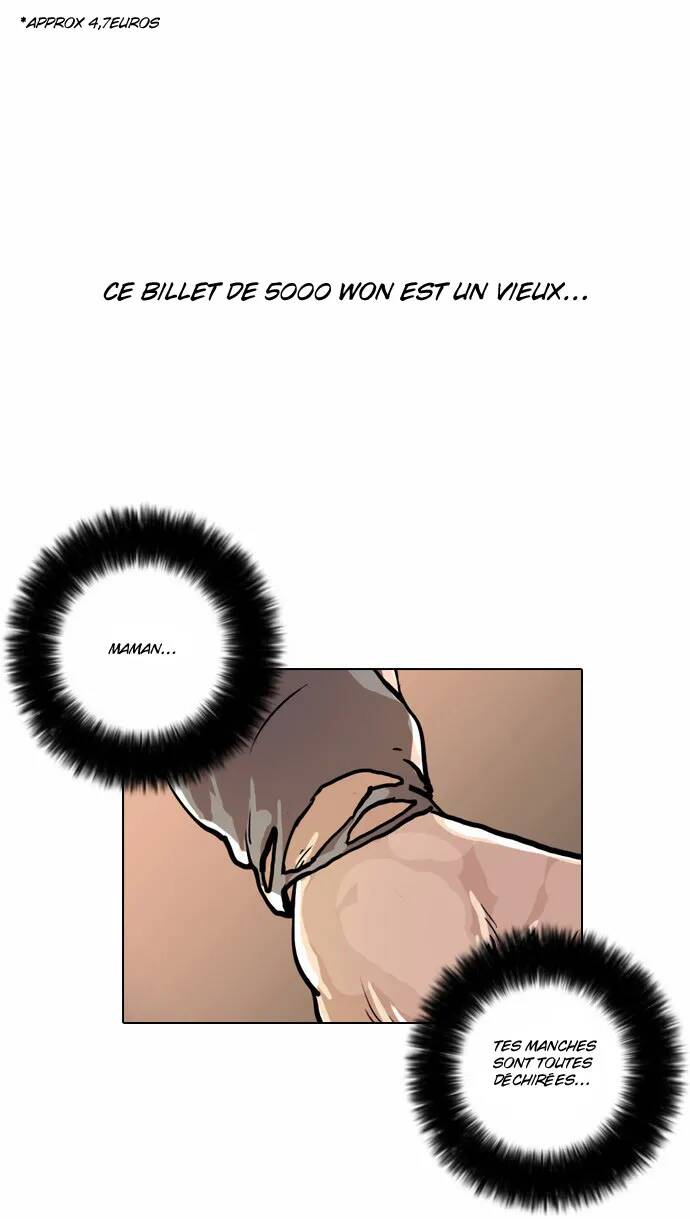 *APPROX 4,7EUROS
CE BILLET DE 5000 WON EST UN VIEUX...
MAMAN...
TES MANCHES
SONT TOUTES
DÉCHIRÉES...